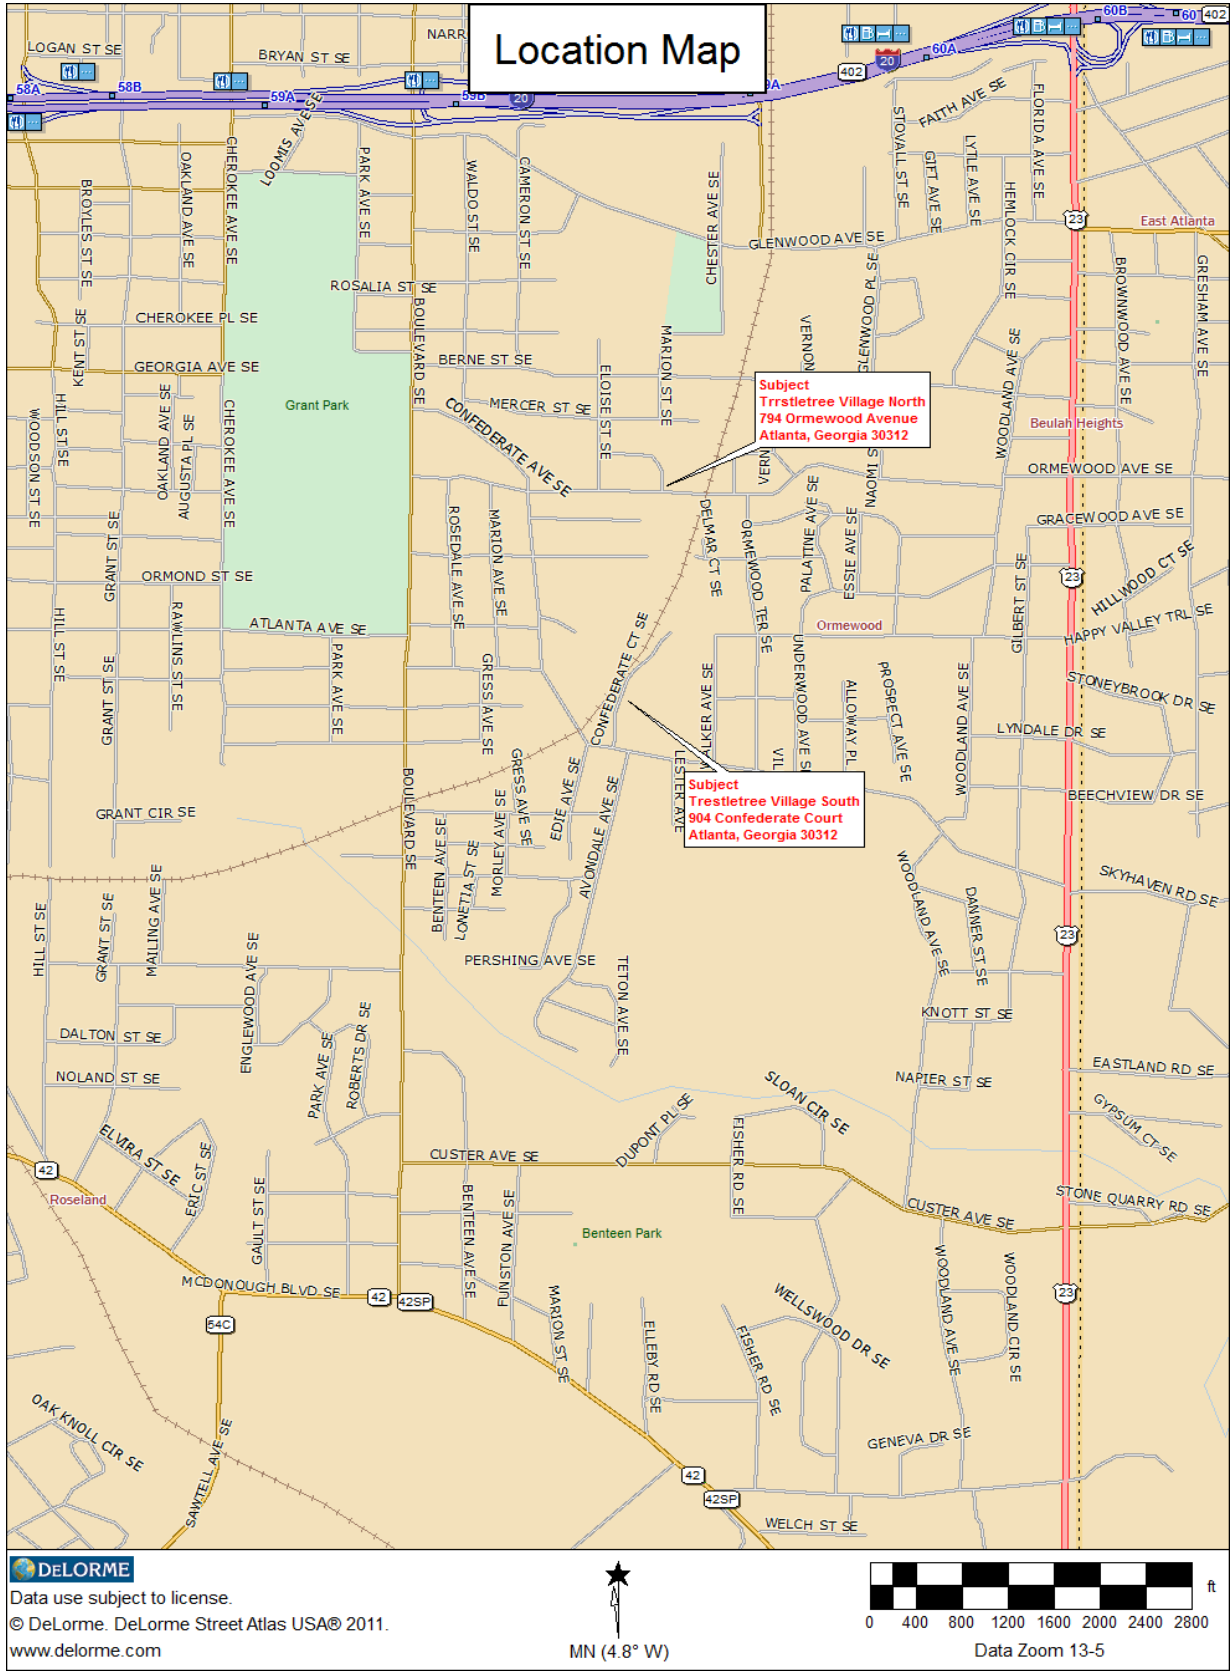 Location Map
LOGAN ST SE
BRYAN ST SE
NARR
60B
60
402
60A
20
402
58A
58B
59A
59B
20
9A
LOOMIS AVE SE
FAITH AVE SE
STOVALL ST SE
GIFT AVE SE
LYTLE AVE SE
FLORIDA AVE SE
HEMLOCK CIR SE
BROYLES ST SE
OAKLAND AVE SE
CHEROKEE AVE SE
PARK AVE SE
WALDO ST SE
CAMERON ST SE
CHESTER AVE SE
GLENWOOD AVE SE
23
East Atlanta
ROSALIA ST SE
BOULEVARD SE
GLENWOOD PL SE
BROWNWOOD AVE SE
GRESHAM AVE SE
CHEROKEE PL SE
KENT ST SE
GEORGIA AVE SE
BERNE ST SE
ELOISE ST SE
MARION ST SE
VERNON
WOODLAND AVE SE
Grant Park
MERCER ST SE
CONFEDERATE AVE SE
Subject
Trrstletree Village North
794 Ormewood Avenue
Atlanta, Georgia 30312
Beulah Heights
WOODSON ST SE
HILL ST SE
OAKLAND AVE SE
AUGUSTA PL SE
CHEROKEE AVE SE
VERN
NAOMI S
ORMEWOOD AVE SE
GRANT ST SE
ROSEDALE AVE SE
MARION AVE SE
DELMAR CT SE
ORMEWOOD TER SE
PALATINE AVE SE
ESSIE AVE SE
GRACEWOOD AVE SE
ORMOND ST SE
23
HILLWOOD CT SE
GILBERT ST SE
HILL ST SE
RAWLINS ST SE
ATLANTA AVE SE
Ormewood
HAPPY VALLEY TRL SE
GRANT ST SE
PARK AVE SE
GRESS AVE SE
CONFEDERATE CT SE
WALKER AVE SE
UNDERWOOD AVE SE
ALLOWAY PL
PROSPECT AVE SE
WOODLAND AVE SE
STONEYBROOK DR SE
LYNDALE DR SE
LESTER AVE
VIL
Subject
Trestletree Village South
904 Confederate Court
Atlanta, Georgia 30312
GRANT CIR SE
BOULEVARD SE
GRESS AVE SE
EDIE AVE SE
AVONDALE AVE SE
BEECHVIEW DR SE
BENTEEN AVE SE
LONETIA ST SE
MORLEY AVE SE
WOODLAND AVE SE
DANNER ST SE
SKYHAVEN RD SE
HILL ST SE
GRANT ST SE
MAILING AVE SE
ENGLEWOOD AVE SE
PERSHING AVE SE
TETON AVE SE
23
DALTON ST SE
KNOTT ST SE
NOLAND ST SE
PARK AVE SE
ROBERTS DR SE
NAPIER ST SE
EASTLAND RD SE
SLOAN CIR SE
GYPSUM CT SE
DUPONT PL SE
FISHER RD SE
ELVIRA ST SE
ERIC ST SE
42
CUSTER AVE SE
Roseland
GAULT ST SE
BENTEEN AVE SE
FUNSTON AVE SE
Benteen Park
CUSTER AVE SE
STONE QUARRY RD SE
MCDONOUGH BLVD SE
42
42SP
54C
MARION ST SE
ELLEBY RD SE
FISHER RD SE
WELLSWOOD DR SE
WOODLAND AVE SE
WOODLAND CIR SE
23
OAK KNOLL CIR SE
SAWTELL AVE SE
GENEVA DR SE
42
42SP
WELCH ST SE
DELORME
Data use subject to license.
© DeLorme. DeLorme Street Atlas USA® 2011.
www.delorme.com
MN (4.8° W)
ft
0 400 800 1200 1600 2000 2400 2800
Data Zoom 13-5